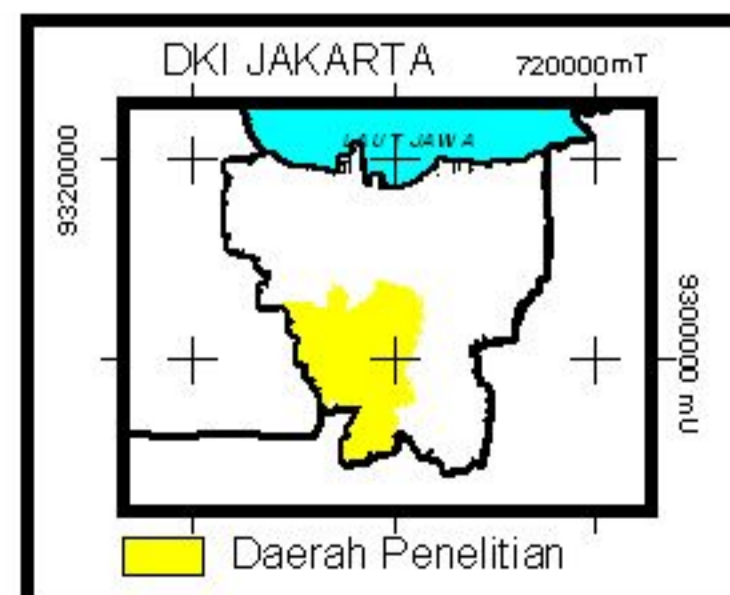 DKI JAKARTA
720000mT
9320000
LAUT JAWA
9300000 mU
Daerah Penelitian